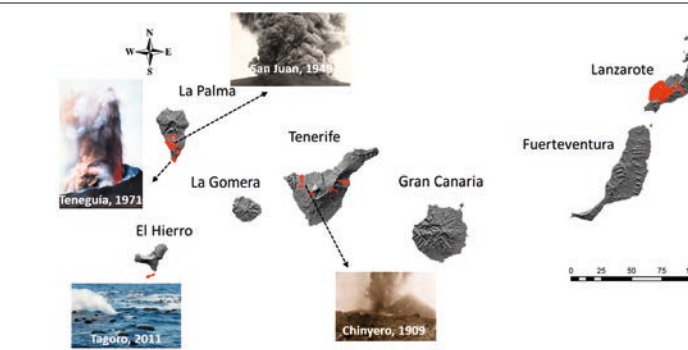 N
W E
S
San Juan, 1949
La Palma
Lanzarote
Tenerife
Fuerteventura
Teneguía, 1971
La Gomera
Gran Canaria
El Hierro
0 25 50 75
Tagoro, 2011
Chinyero, 1909